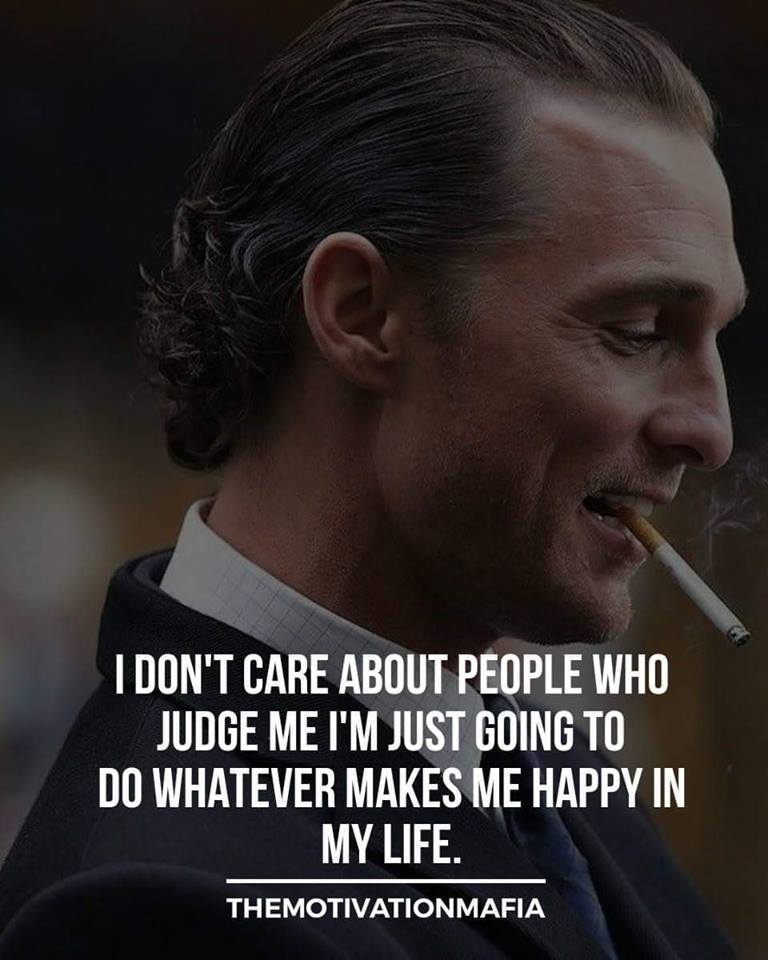 I DON'T CARE ABOUT PEOPLE WHO
JUDGE ME I'M JUST GOING TO
DO WHATEVER MAKES ME HAPPY IN
MY LIFE.
THEMOTIVATIONMAFIA